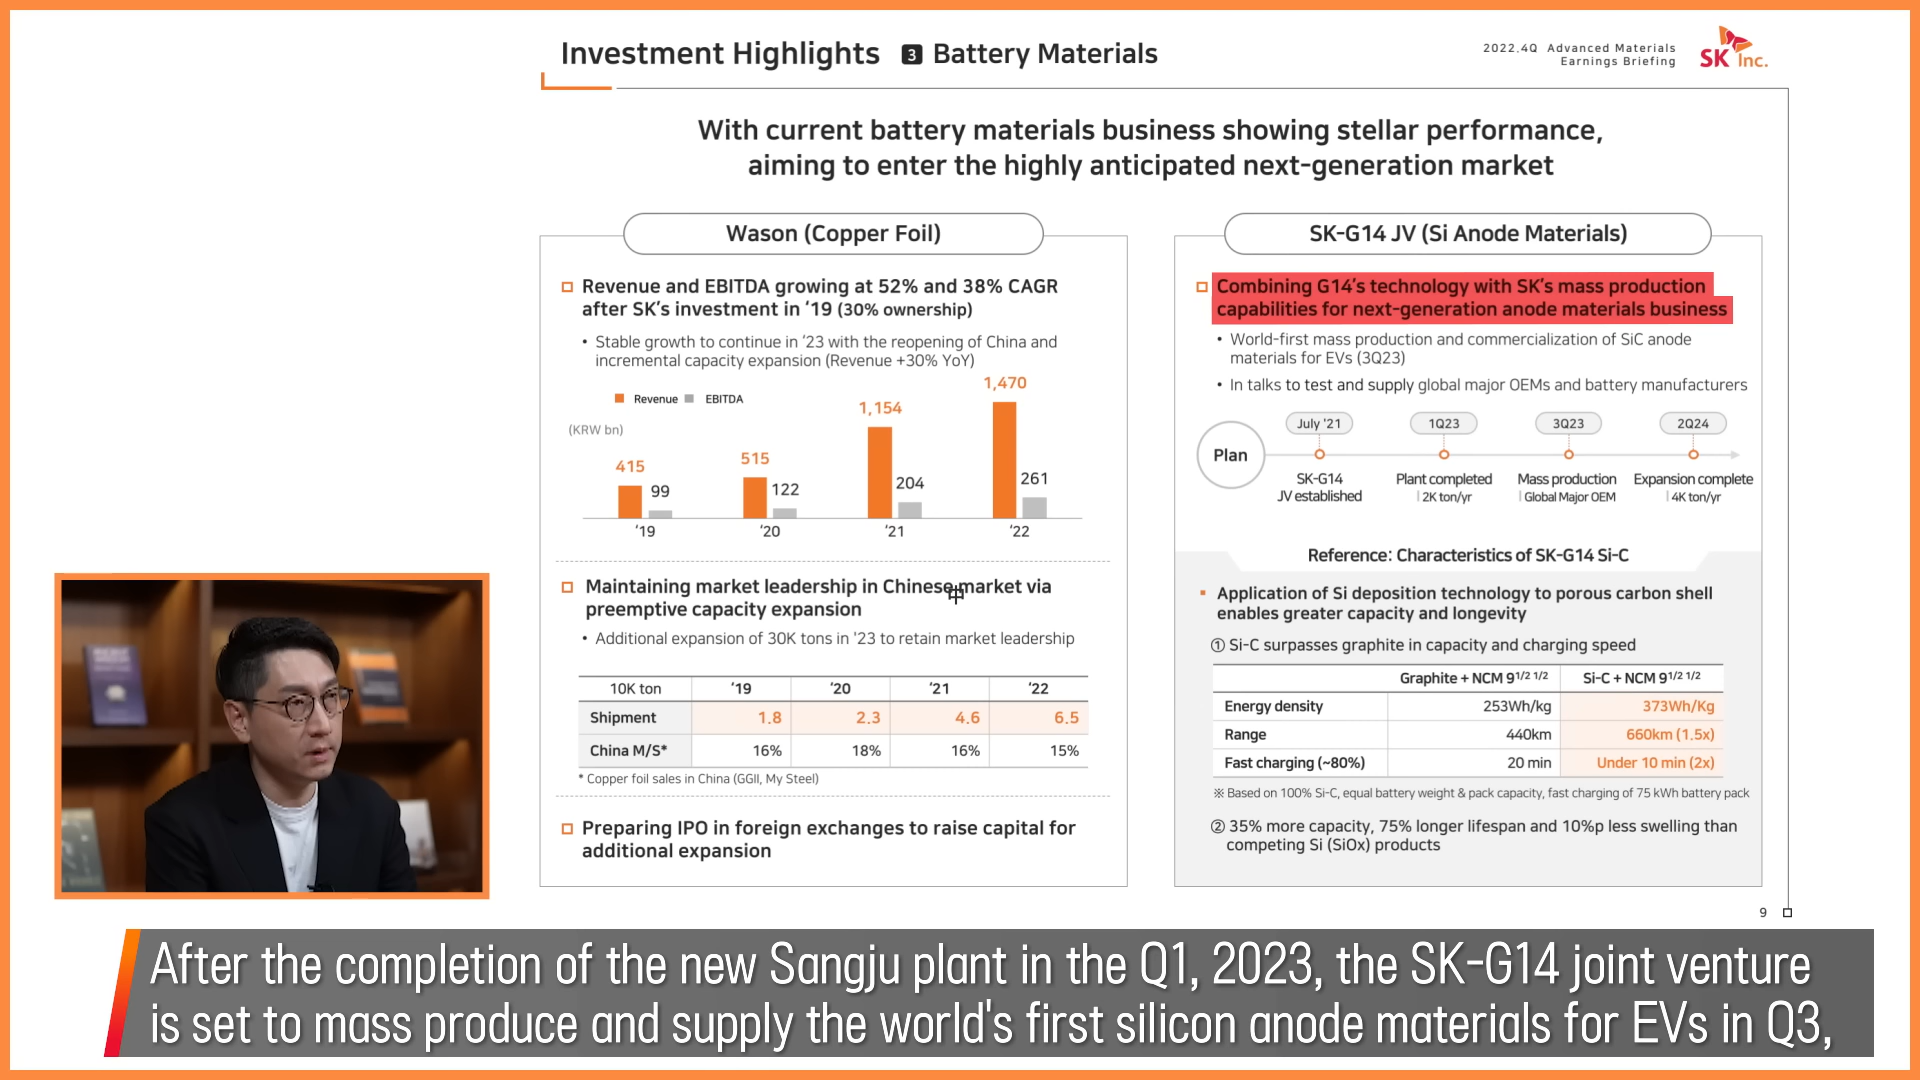 Investment Highlights 3 Battery Materials
2022.4Q Advanced Materials
Earnings Briefing
SK Inc.
With current battery materials business showing stellar performance,
aiming to enter the highly anticipated next-generation market
Wason (Copper Foil)
Revenue and EBITDA growing at 52% and 38% CAGR
after SK's investment in '19 (30% ownership)
• Stable growth to continue in '23 with the reopening of China and
incremental capacity expansion (Revenue +30% YoY)
Revenue EBITDA
(KRW bn)
415 99 515 122 1,154 204 1,470 261
'19 '20 '21 '22
Maintaining market leadership in Chinese market via
preemptive capacity expansion
• Additional expansion of 30K tons in '23 to retain market leadership
10K ton '19 '20 '21 '22
Shipment 1.8 2.3 4.6 6.5
China M/S* 16% 18% 16% 15%
* Copper foil sales in China (GGII, My Steel)
Preparing IPO in foreign exchanges to raise capital for
additional expansion
SK-G14 JV (Si Anode Materials)
Combining G14's technology with SK's mass production
capabilities for next-generation anode materials business
• World-first mass production and commercialization of SiC anode
materials for EVs (3Q23)
• In talks to test and supply global major OEMs and battery manufacturers
Plan
July '21 1Q23 3Q23 2Q24
SK-G14 Plant completed Mass production Expansion complete
JV established | 2K ton/yr | Global Major OEM | 4K ton/yr
Reference: Characteristics of SK-G14 Si-C
▪ Application of Si deposition technology to porous carbon shell
enables greater capacity and longevity
① Si-C surpasses graphite in capacity and charging speed
Graphite + NCM 9 1/2 1/2 Si-C + NCM 9 1/2 1/2
Energy density 253Wh/kg 373Wh/Kg
Range 440km 660km (1.5x)
Fast charging (~80%) 20 min Under 10 min (2x)
※ Based on 100% Si-C, equal battery weight & pack capacity, fast charging of 75 kWh battery pack
② 35% more capacity, 75% longer lifespan and 10%p less swelling than
competing Si (SiOx) products
9
After the completion of the new Sangju plant in the Q1, 2023, the SK-G14 joint venture
is set to mass produce and supply the world's first silicon anode materials for EVs in Q3,